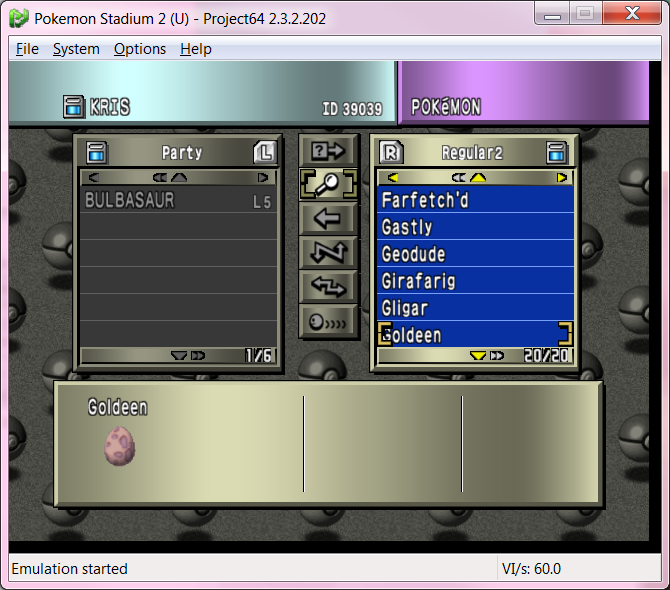 Pokemon Stadium 2 (U) - Project64 2.3.2.202
File System Options Help
KRIS
ID 39039
POKéMON
Party
L
R
Regular2
BULBASAUR L5
Farfetch'd
Gastly
Geodude
Girafarig
Gligar
Goldeen
1/6
20/20
Goldeen
Emulation started
VI/s: 60.0